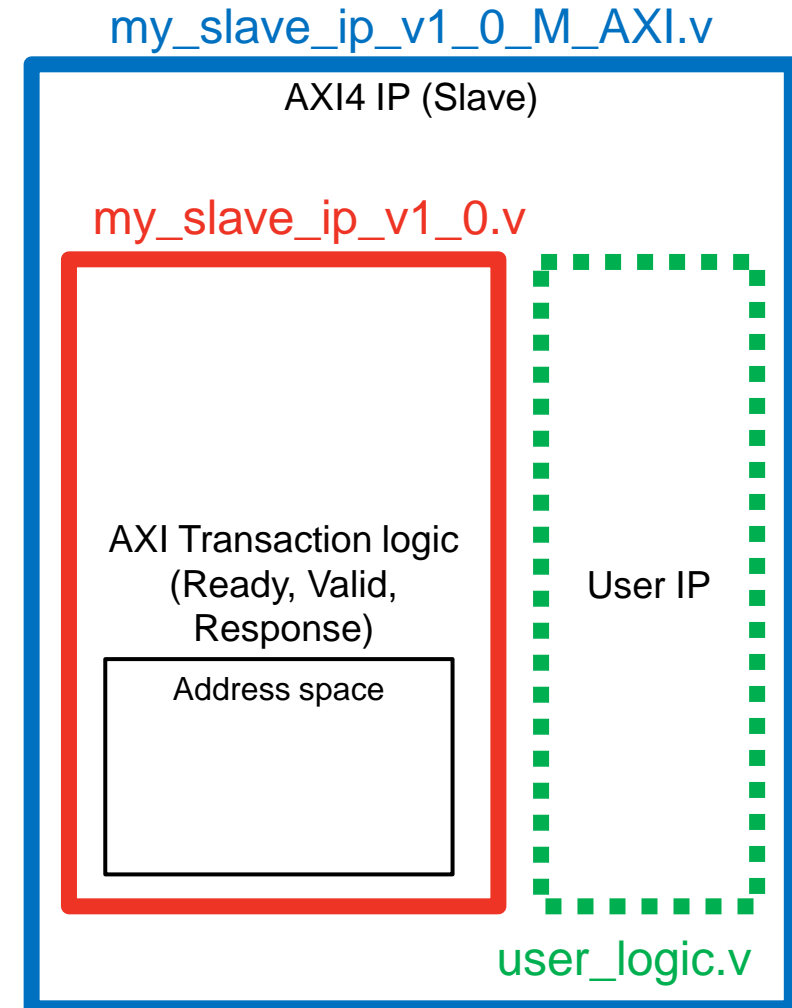 my_slave_ip_v1_0_M_AXI.v
AXI4 IP (Slave)
my_slave_ip_v1_0.v
AXI Transaction logic
(Ready, Valid,
Response)
Address space
User IP
user_logic.v